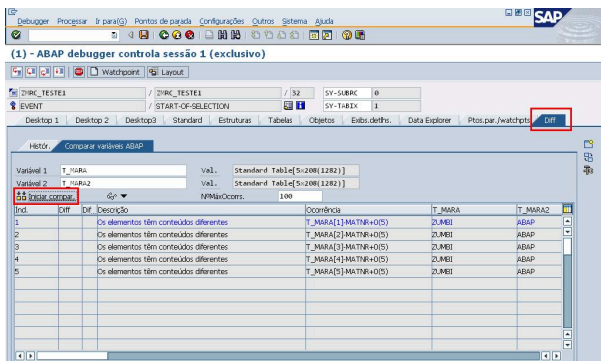 Debugger Processar Ir para(G) Pontos de parada Configurações Outros Sistema Ajuda
SAP
(1) - ABAP debugger controla sessão 1 (exclusivo)
Watchpoint Layout
ZMRC_TESTE1 / ZMRC_TESTE1 / 32 SY-SUBRC 0
EVENT / START-OF-SELECTION SY-TABIX 1
Desktop 1 Desktop 2 Desktop3 Standard Estruturas Tabelas Objetos Exibs.detlhs. Data Explorer Ptos.par./watchpts Diff
Histór. Comparar variáveis ABAP
Variável 1 T_MARA Val. Standard Table[5x208(1282)]
Variável 2 T_MARA2 Val. Standard Table[5x208(1282)]
Iniciar compar. NºMáxOcorrs. 100
Ind. Diff Dif_ Descrição Ocorrência T_MARA T_MARA2
1 Os elementos têm conteúdos diferentes T_MARA[1]-MATNR+0(5) ZUMBI ABAP
2 Os elementos têm conteúdos diferentes T_MARA[2]-MATNR+0(5) ZUMBI ABAP
3 Os elementos têm conteúdos diferentes T_MARA[3]-MATNR+0(5) ZUMBI ABAP
4 Os elementos têm conteúdos diferentes T_MARA[4]-MATNR+0(5) ZUMBI ABAP
5 Os elementos têm conteúdos diferentes T_MARA[5]-MATNR+0(5) ZUMBI ABAP